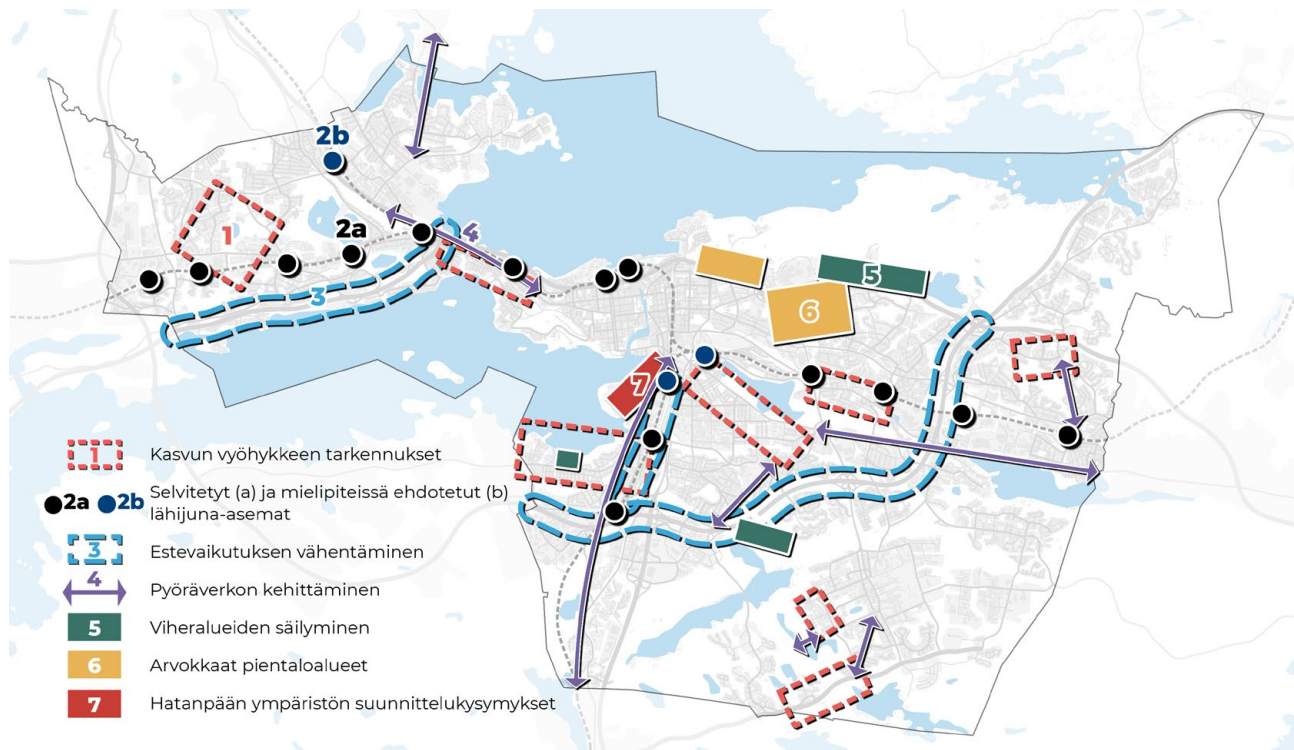 2b
1
2a
4
3
5
6
7
1 Kasvun vyöhykkeen tarkennukset
2a 2b Selvitetyt (a) ja mielipiteissä ehdotetut (b)
lähijuna-asemat
3 Estevaikutuksen vähentäminen
4 Pyöräverkon kehittäminen
5 Viheralueiden säilyminen
6 Arvokkaat pientaloalueet
7 Hatanpään ympäristön suunnittelukysymykset